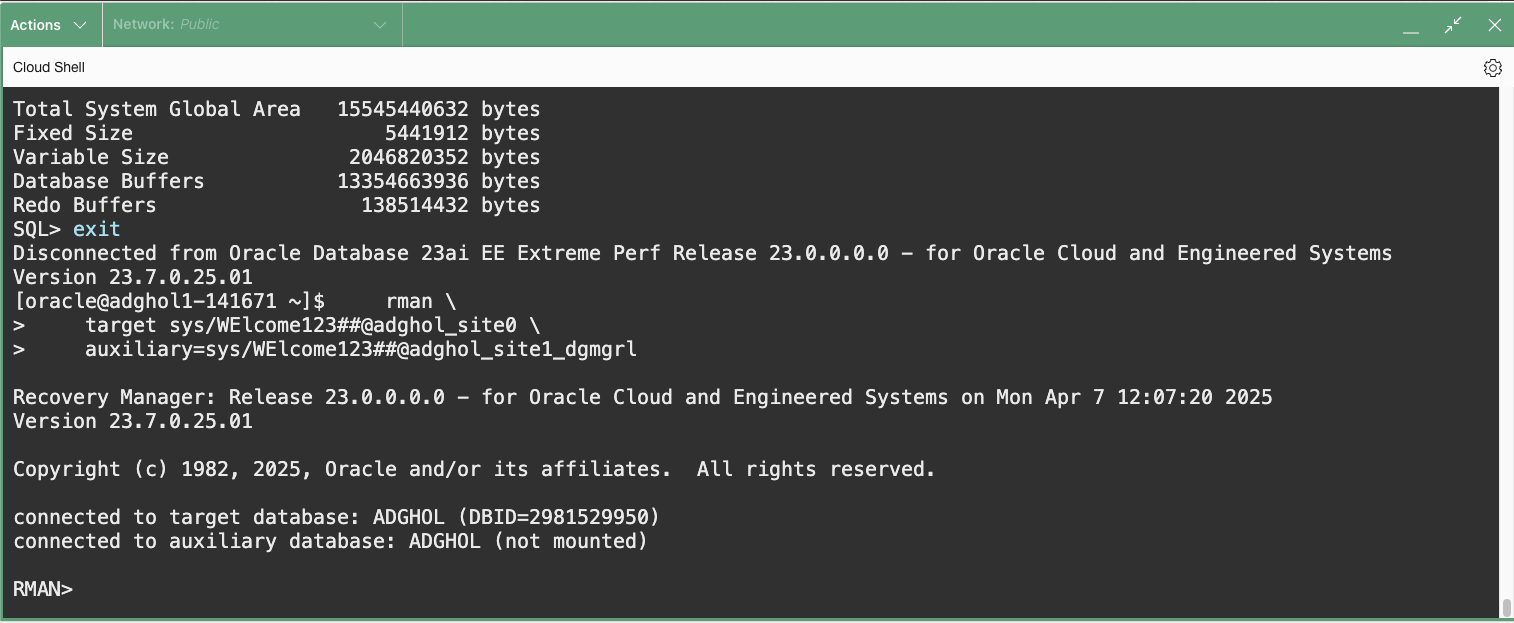 Actions
Network: Public
Cloud Shell
Total System Global Area   15545440632 bytes
Fixed Size                     5441912 bytes
Variable Size               2046820352 bytes
Database Buffers           13354663936 bytes
Redo Buffers                 138514432 bytes
SQL> exit
Disconnected from Oracle Database 23ai EE Extreme Perf Release 23.0.0.0.0 - for Oracle Cloud and Engineered Systems
Version 23.7.0.25.01
[oracle@adghol1-141671 ~]$     rman \
>     target sys/WElcome123##@adghol_site0 \
>     auxiliary=sys/WElcome123##@adghol_site1_dgmgrl
Recovery Manager: Release 23.0.0.0.0 - for Oracle Cloud and Engineered Systems on Mon Apr 7 12:07:20 2025
Version 23.7.0.25.01
Copyright (c) 1982, 2025, Oracle and/or its affiliates.  All rights reserved.
connected to target database: ADGHOL (DBID=2981529950)
connected to auxiliary database: ADGHOL (not mounted)
RMAN>